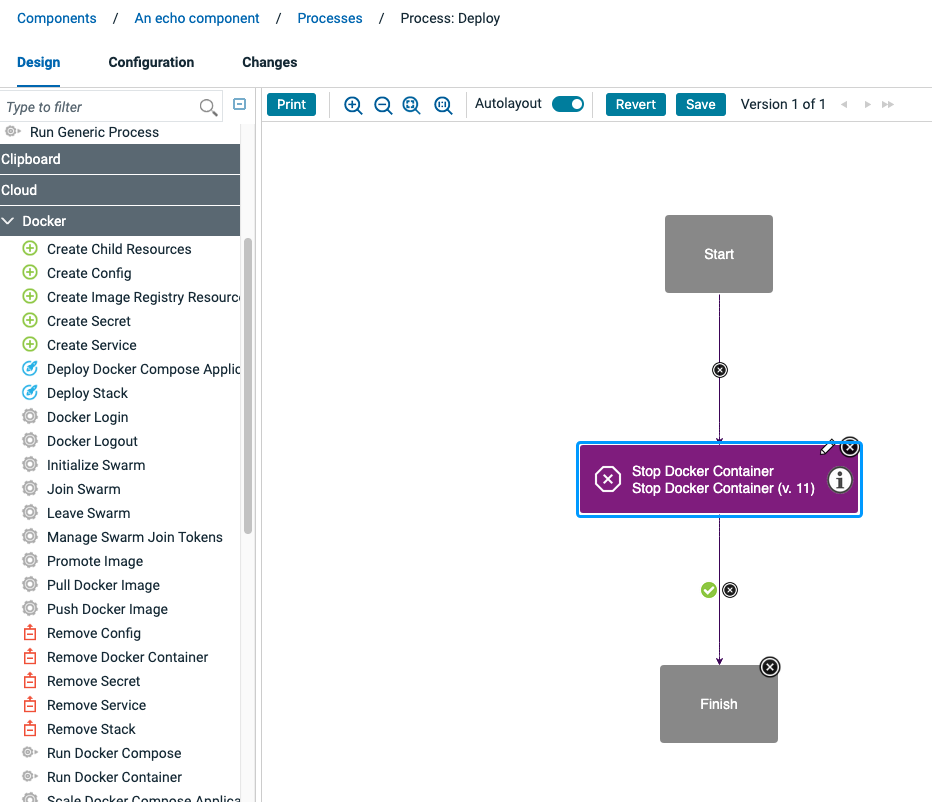 Components / An echo component / Processes / Process: Deploy
Design Configuration Changes
Type to filter
Print Autolayout Revert Save Version 1 of 1
Run Generic Process
Clipboard
Cloud
Docker
Create Child Resources
Create Config
Create Image Registry Resourc
Create Secret
Create Service
Deploy Docker Compose Applic
Deploy Stack
Docker Login
Docker Logout
Initialize Swarm
Join Swarm
Leave Swarm
Manage Swarm Join Tokens
Promote Image
Pull Docker Image
Push Docker Image
Remove Config
Remove Docker Container
Remove Secret
Remove Service
Remove Stack
Run Docker Compose
Run Docker Container
Scale Docker Compose Applica
Start
Stop Docker Container
Stop Docker Container (v. 11)
Finish